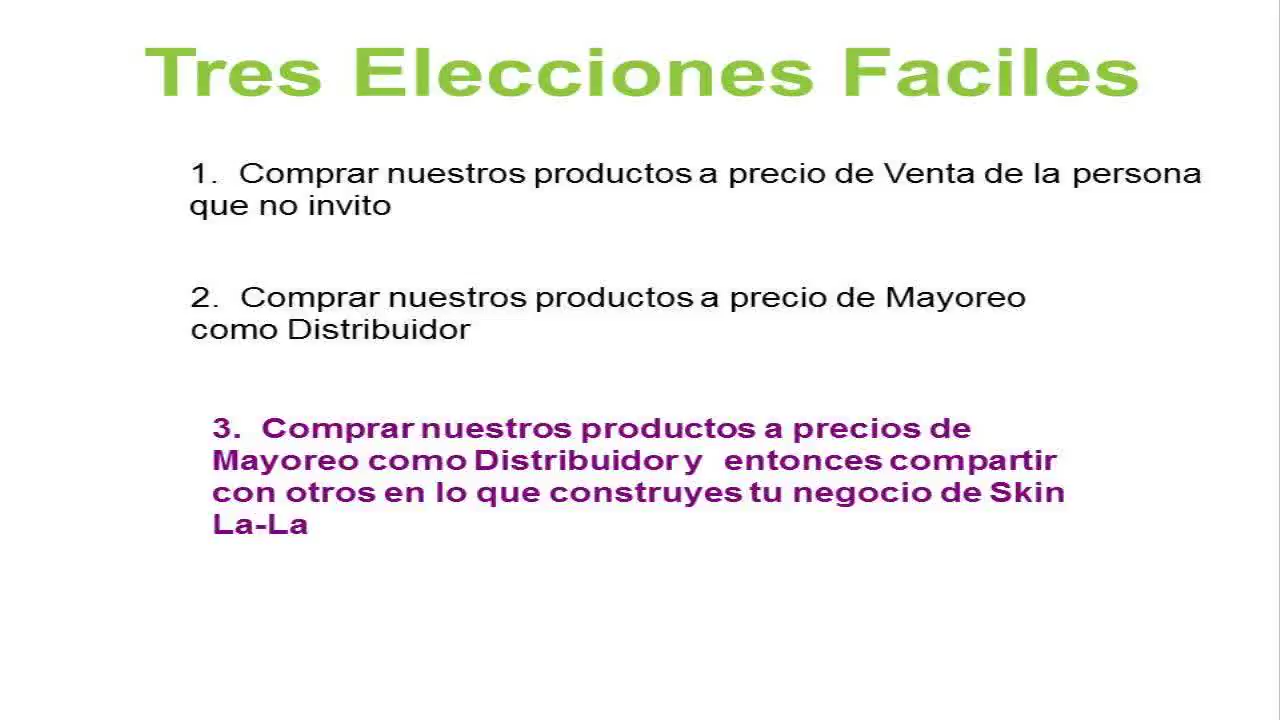 Tres Elecciones Faciles
1. Comprar nuestros productos a precio de Venta de la persona
que no invito
2. Comprar nuestros productos a precio de Mayoreo
como Distribuidor
3. Comprar nuestros productos a precios de
Mayoreo como Distribuidor y entonces compartir
con otros en lo que construyes tu negocio de Skin
La-La